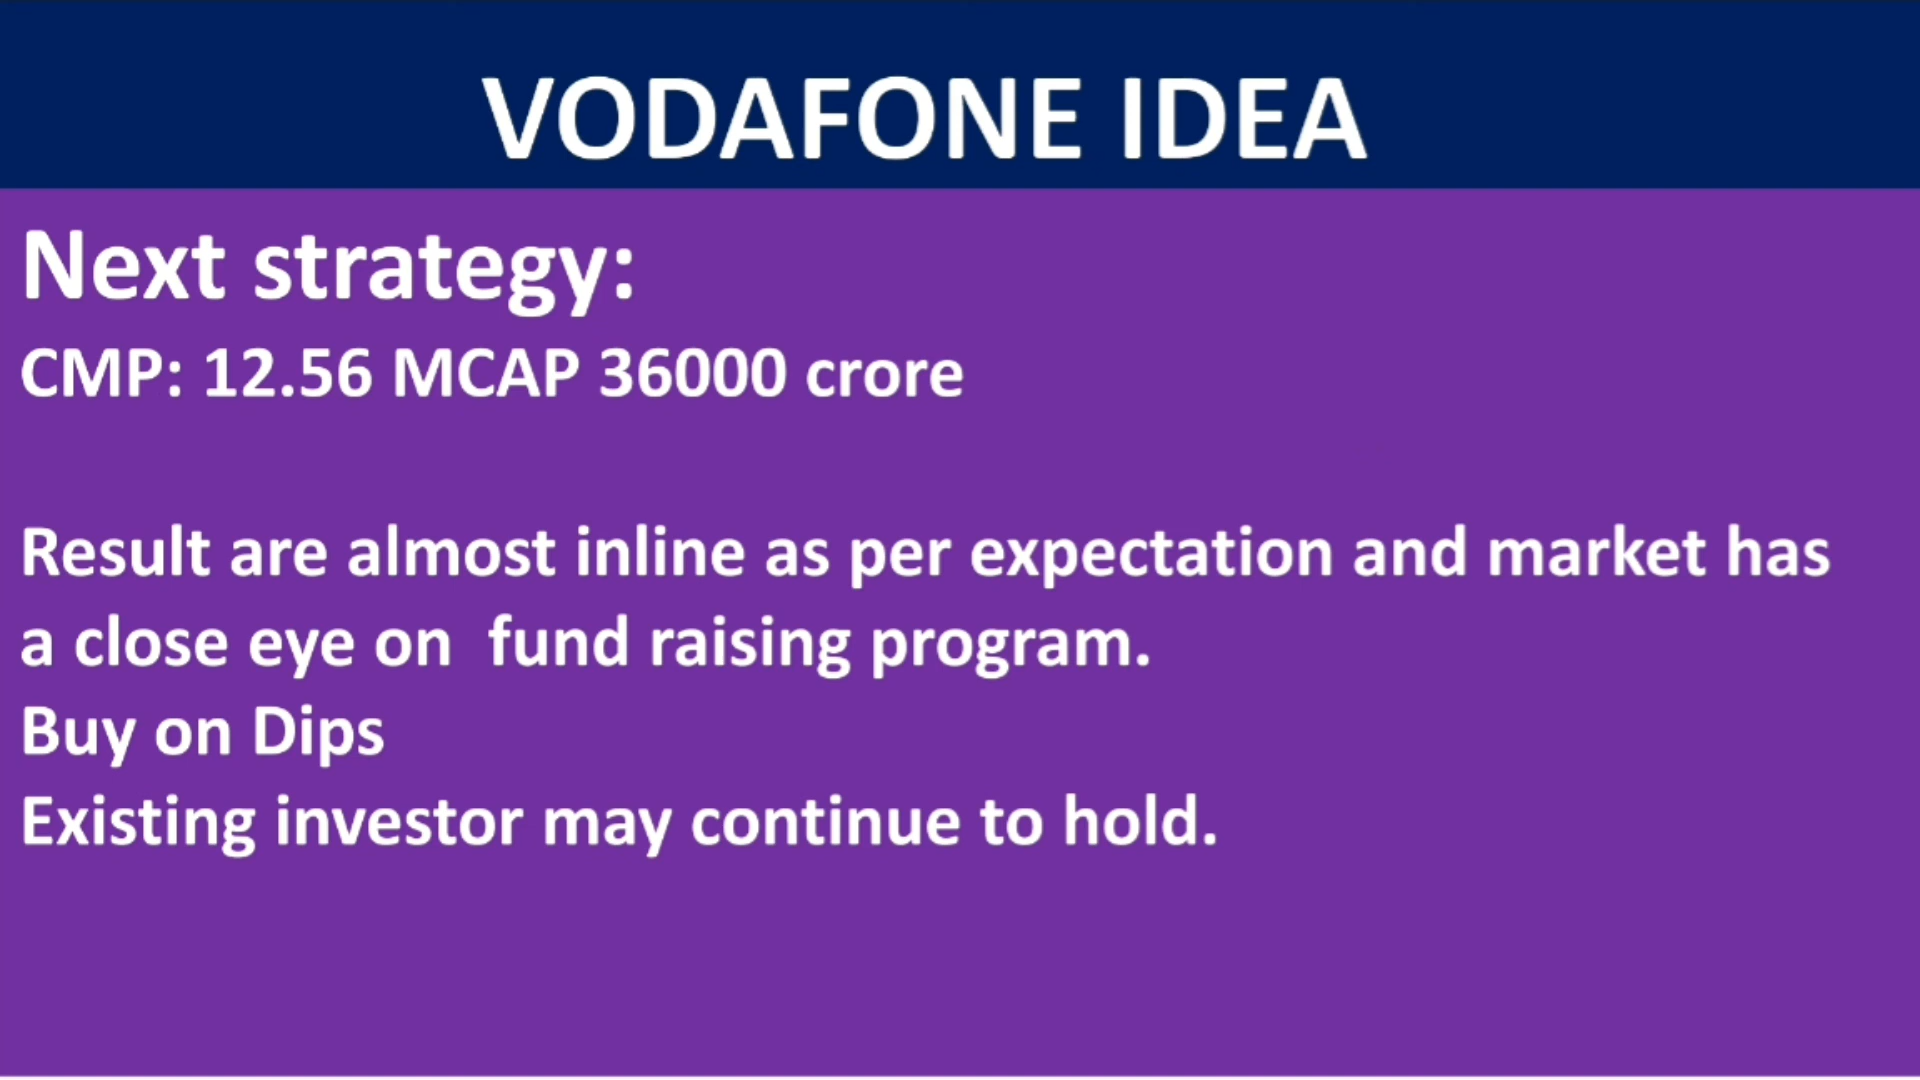 VODAFONE IDEA
Next strategy:
CMP: 12.56 MCAP 36000 crore
Result are almost inline as per expectation and market has
a close eye on  fund raising program.
Buy on Dips
Existing investor may continue to hold.